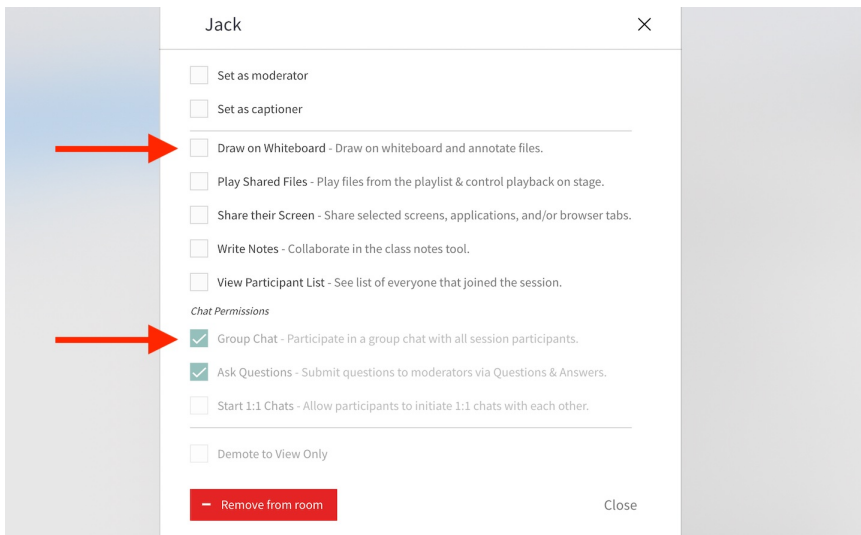 Jack
Set as moderator
Set as captioner
Draw on Whiteboard - Draw on whiteboard and annotate files.
Play Shared Files - Play files from the playlist & control playback on stage.
Share their Screen - Share selected screens, applications, and/or browser tabs.
Write Notes - Collaborate in the class notes tool.
View Participant List - See list of everyone that joined the session.
Chat Permissions
Group Chat - Participate in a group chat with all session participants.
Ask Questions - Submit questions to moderators via Questions & Answers.
Start 1:1 Chats - Allow participants to initiate 1:1 chats with each other.
Demote to View Only
Remove from room
Close